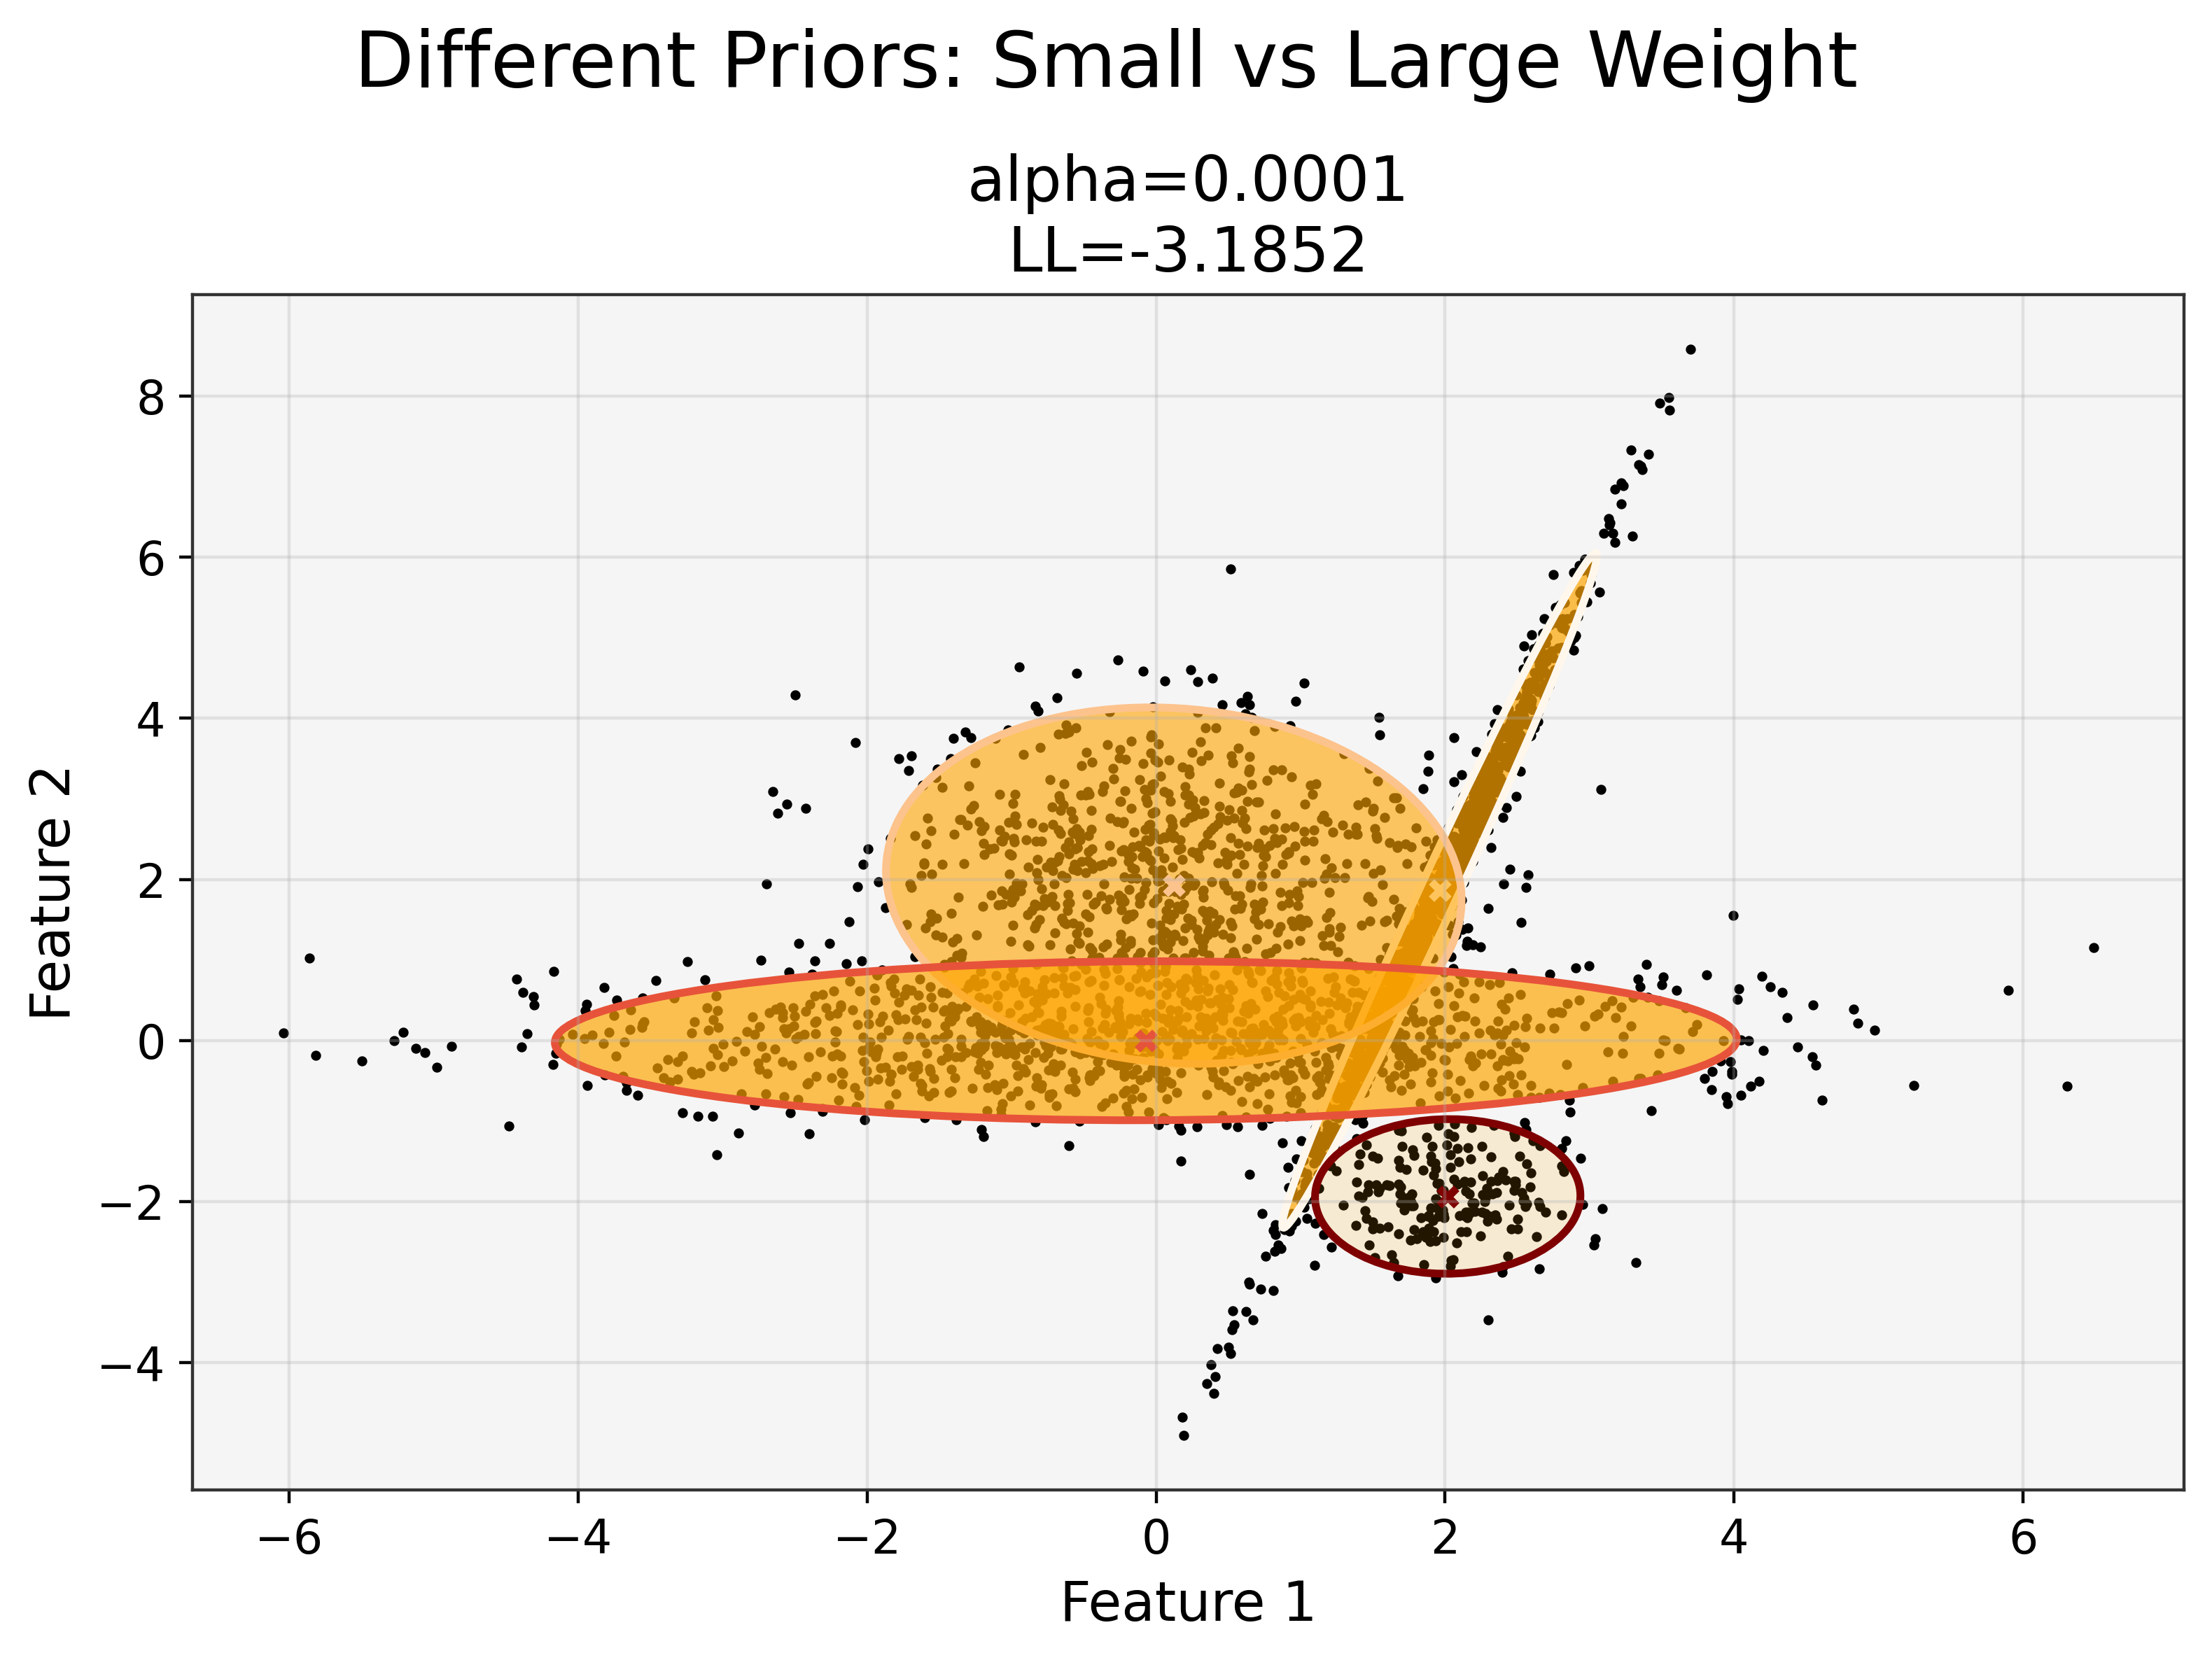 Different Priors: Small vs Large Weight
alpha=0.0001
LL=-3.1852
8
6
4
2
0
−2
−4
Feature 2
−6 −4 −2 0 2 4 6
Feature 1